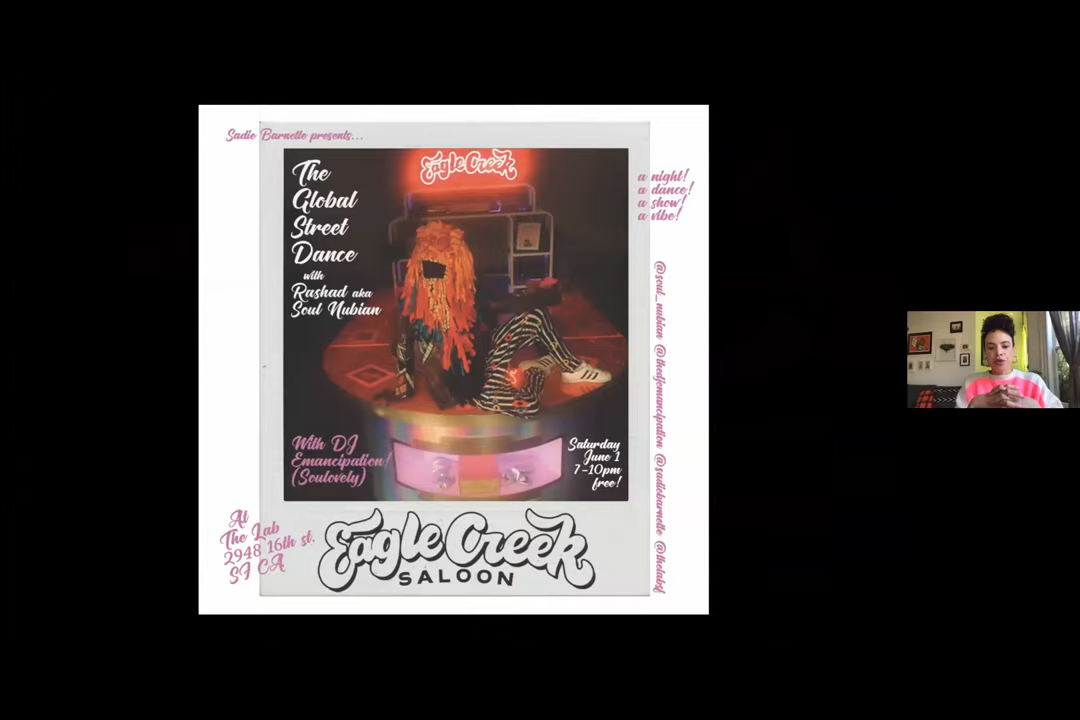 Sadie Barnette presents...
Eagle Creek
The
Global
Street
Dance
with
Rashad aka
Soul Nubian
a night!
a dance!
a show!
a vibe!
@soul_nubian @thedjemancipation @sadiebarnette @thelabsf
With DJ
Emancipation!
(Soulovely)
Saturday
June 1
7-10pm
free!
At
The Lab
2948 16th st.
SF CA
Eagle Creek
SALOON